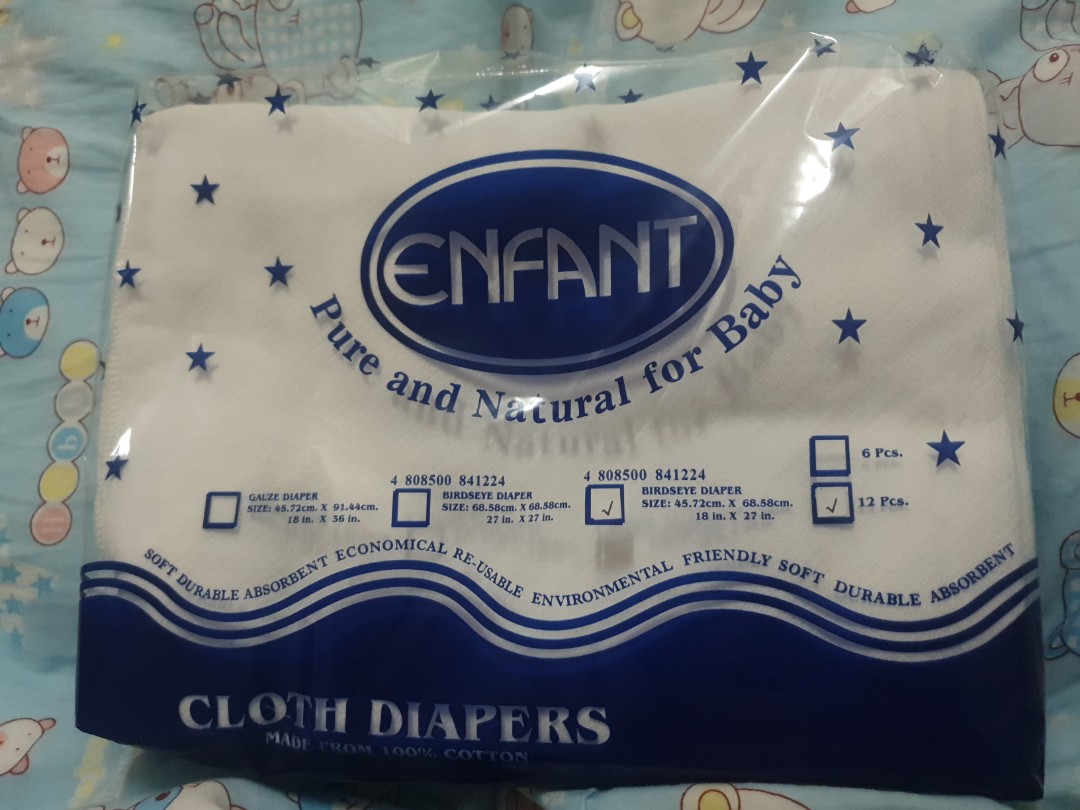 ENFANT
Pure and Natural for Baby
6 Pcs.
12 Pcs.
GAUZE DIAPER
SIZE: 45.72cm. X 91.44cm.
18 in. X 36 in.
4 808500 841224
BIRDSEYE DIAPER
SIZE: 68.58cm. X 68.58cm.
27 in. X 27 in.
4 808500 841224
BIRDSEYE DIAPER
SIZE: 45.72cm. X 68.58cm.
18 in. X 27 in.
SOFT DURABLE ABSORBENT ECONOMICAL RE-USABLE ENVIRONMENTAL FRIENDLY SOFT DURABLE ABSORBENT
CLOTH DIAPERS
MADE FROM 100% COTTON